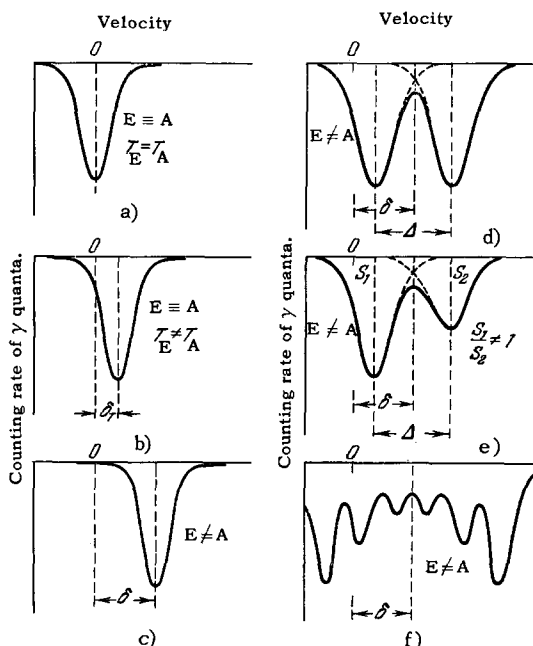 Velocity
0
E ≡ A
T_E = T_A
a)
0
E ≡ A
T_E ≠ T_A
δ_T
b)
E ≠ A
δ
c)
Counting rate of γ quanta.
Velocity
0
E ≠ A
δ
Δ
d)
0
S_1
S_2
E ≠ A
S_1/S_2 ≠ 1
δ
Δ
e)
0
E ≠ A
δ
f)
Counting rate of γ quanta.
0